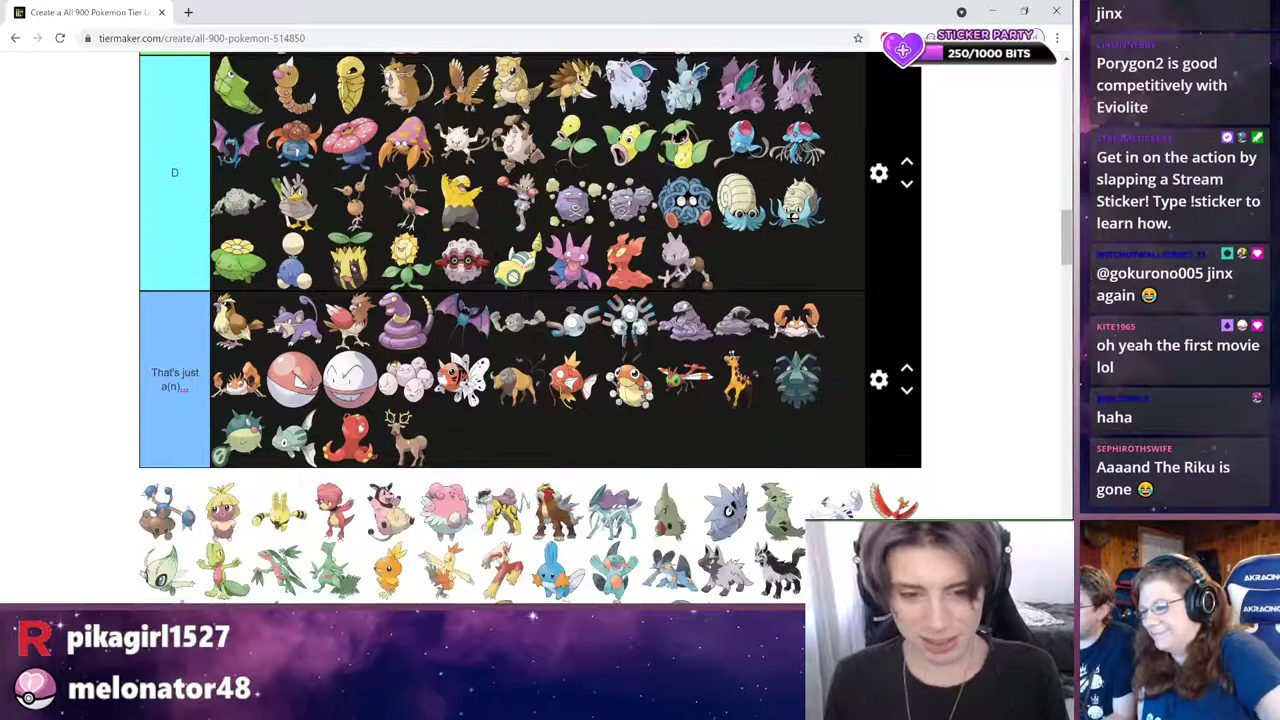 Create a All 900 Pokemon Tier Li
tiermaker.com/create/all-900-pokemon-514850
STICKER PARTY
250/1000 BITS
D
That's just
a(n)...
jinx
Porygon2 is good
competitively with
Eviolite
Get in on the action by
slapping a Stream
Sticker! Type !sticker to
learn how.
@gokurono005 jinx
again 😂
KITE1965
oh yeah the first movie
lol
haha
SEPHIROTHSWIFE
Aaaand The Riku is
gone 😂
R pikagirl1527
melonator48
AKRACING
AKRACING